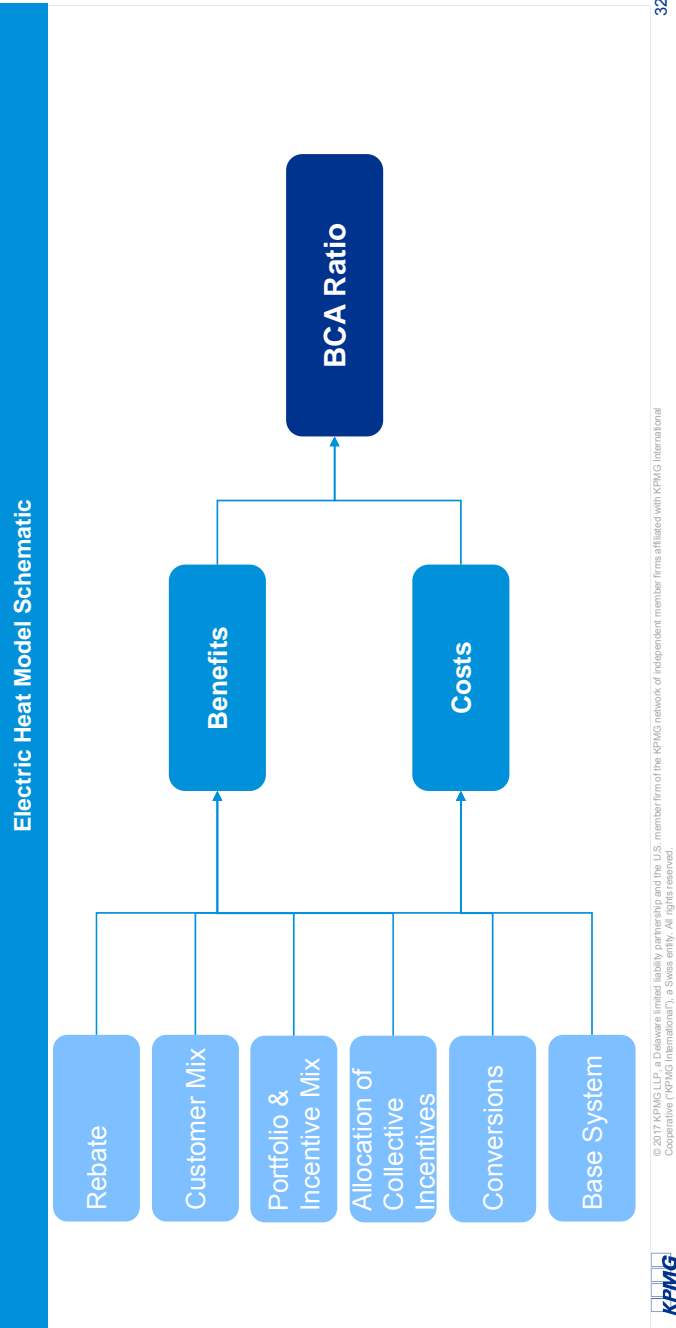 Electric Heat Model Schematic
Rebate
Customer Mix
Portfolio &
Incentive Mix
Allocation of
Collective
Incentives
Conversions
Base System
Benefits
Costs
BCA Ratio
KPMG
© 2017 KPMG LLP, a Delaware limited liability partnership and the U.S. member firm of the KPMG network of independent member firms affiliated with KPMG International
Cooperative ("KPMG International"), a Swiss entity. All rights reserved.
32